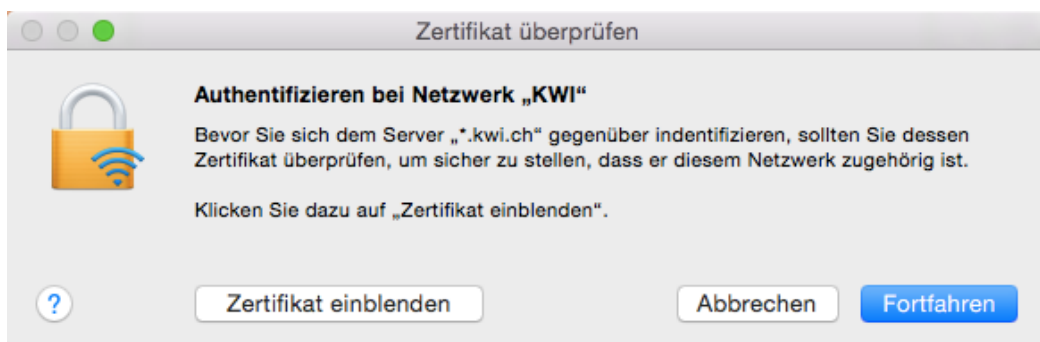 Zertifikat überprüfen
Authentifizieren bei Netzwerk „KWI“
Bevor Sie sich dem Server „*.kwi.ch“ gegenüber indentifizieren, sollten Sie dessen
Zertifikat überprüfen, um sicher zu stellen, dass er diesem Netzwerk zugehörig ist.
Klicken Sie dazu auf „Zertifikat einblenden“.
? Zertifikat einblenden Abbrechen Fortfahren